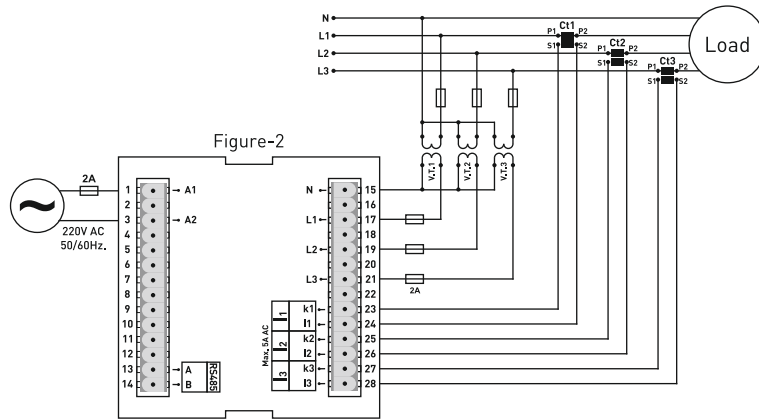 N
L1
L2
L3
Ct1
P1 P2
S1 S2
Ct2
P1 P2
S1 S2
Ct3
P1 P2
S1 S2
Load
Figure-2
V.T.1
V.T.2
V.T.3
2A
220V AC
50/60Hz.
1 A1
2
3 A2
4
5
6
7
8
9
10
11
12
13 A
14 B
RS485
N 15
16
L1 17
18
L2 19
20
L3 21
2A
22
Max. 5A AC
I1
k1 23
l1 24
I2
k2 25
l2 26
I3
k3 27
l3 28